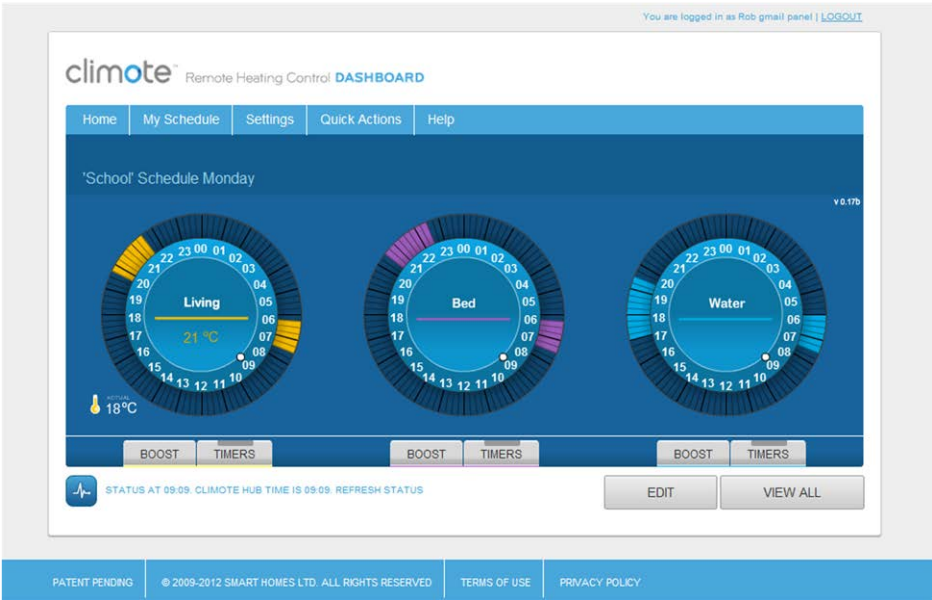 You are logged in as Rob gmail panel | LOGOUT
climote™ Remote Heating Control DASHBOARD
Home My Schedule Settings Quick Actions Help
'School' Schedule Monday
v 0.17b
00 01 02 03 04 05 06 07 08 09 10 11 12 13 14 15 16 17 18 19 20 21 22 23
Living
21 °C
00 01 02 03 04 05 06 07 08 09 10 11 12 13 14 15 16 17 18 19 20 21 22 23
Bed
00 01 02 03 04 05 06 07 08 09 10 11 12 13 14 15 16 17 18 19 20 21 22 23
Water
ACTUAL
18°C
BOOST TIMERS BOOST TIMERS BOOST TIMERS
STATUS AT 09:09. CLIMOTE HUB TIME IS 09:09. REFRESH STATUS
EDIT VIEW ALL
PATENT PENDING © 2009-2012 SMART HOMES LTD. ALL RIGHTS RESERVED TERMS OF USE PRIVACY POLICY